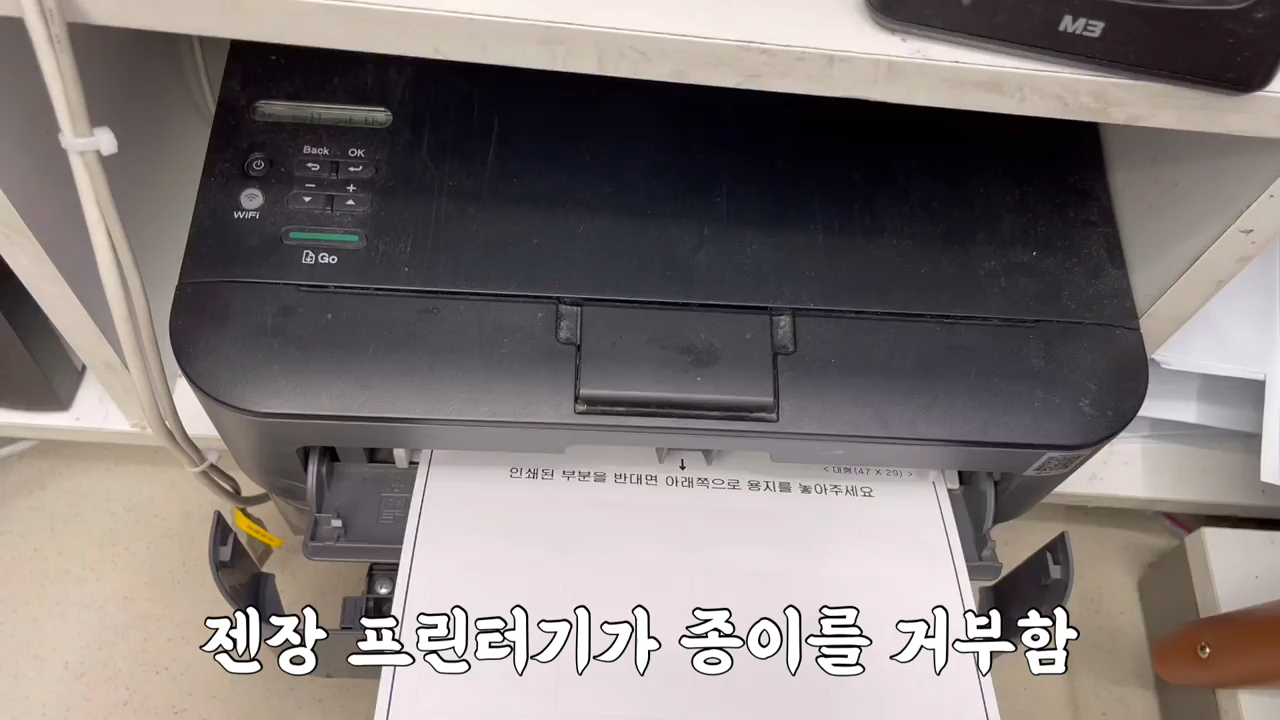 M3
Back OK
WiFi
Go
↓
< 대형(47 X 29) >
인쇄된 부분을 반대면 아래쪽으로 용지를 놓아주세요
젠장 프린터기가 종이를 거부함